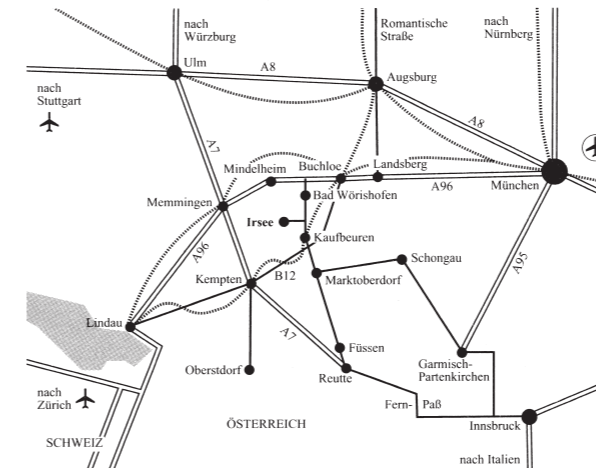 nach
Würzburg
Romantische
Straße
nach
Nürnberg
Ulm
A8
Augsburg
nach
Stuttgart
A8
A7
Mindelheim
Buchloe
Landsberg
A96
München
Bad Wörishofen
Memmingen
Irsee
Kaufbeuren
A96
Schongau
A95
Kempten
B12
Marktoberdorf
Lindau
A7
Füssen
Oberstdorf
Reutte
Garmisch-
Partenkirchen
nach
Zürich
Fern-
Paß
ÖSTERREICH
Innsbruck
SCHWEIZ
nach Italien